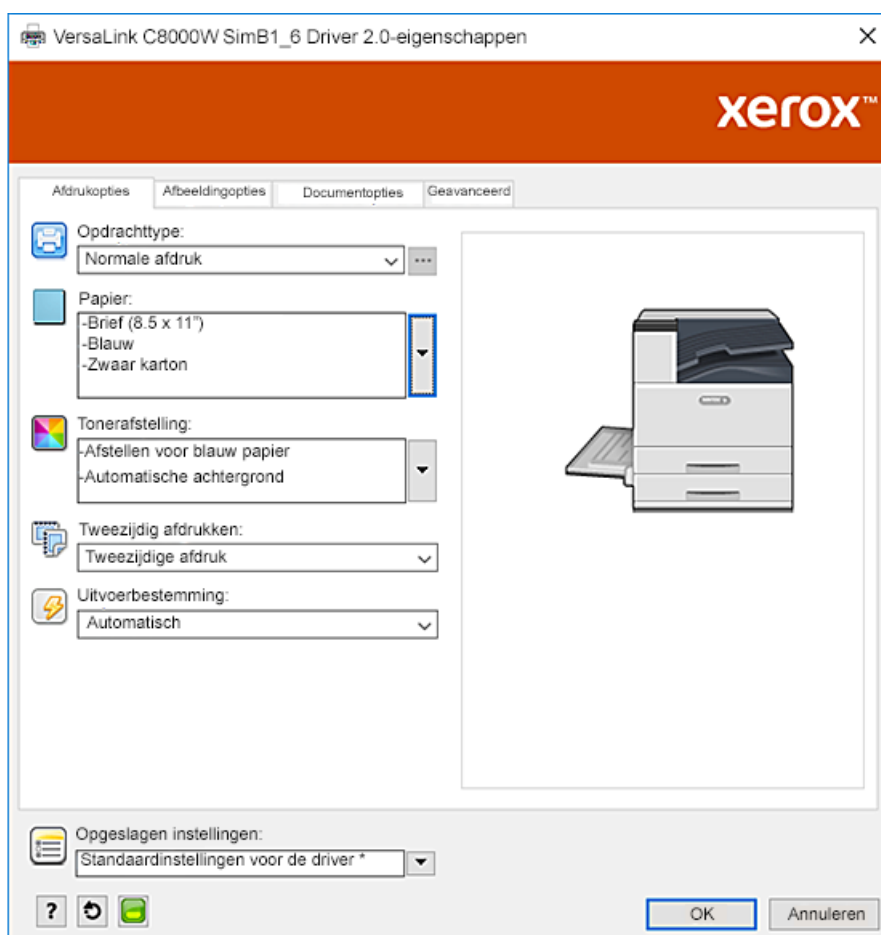 VersaLink C8000W SimB1_6 Driver 2.0-eigenschappen
xerox™
Afdrukopties Afbeeldingopties Documentopties Geavanceerd
Opdrachttype:
Normale afdruk
Papier:
-Brief (8.5 x 11”)
-Blauw
-Zwaar karton
Tonerafstelling:
-Afstellen voor blauw papier
-Automatische achtergrond
Tweezijdig afdrukken:
Tweezijdige afdruk
Uitvoerbestemming:
Automatisch
Opgeslagen instellingen:
Standaardinstellingen voor de driver *
?
OK Annuleren